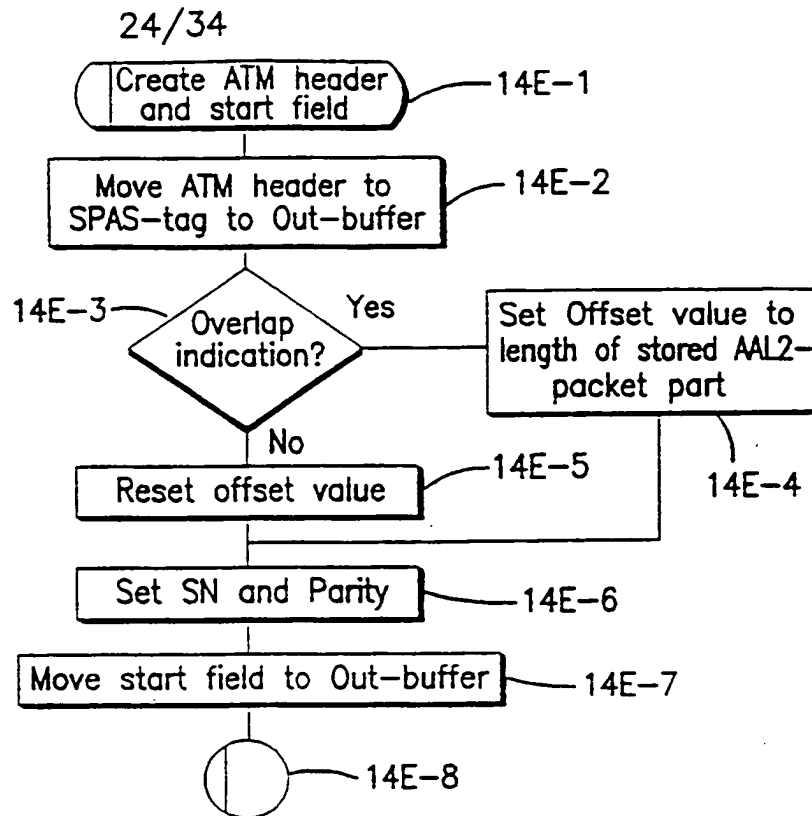 24/34
Create ATM header
and start field
14E-1
Move ATM header to
SPAS-tag to Out-buffer
14E-2
14E-3
Overlap
indication?
Yes
Set Offset value to
length of stored AAL2-
packet part
14E-4
No
Reset offset value
14E-5
Set SN and Parity
14E-6
Move start field to Out-buffer
14E-7
14E-8